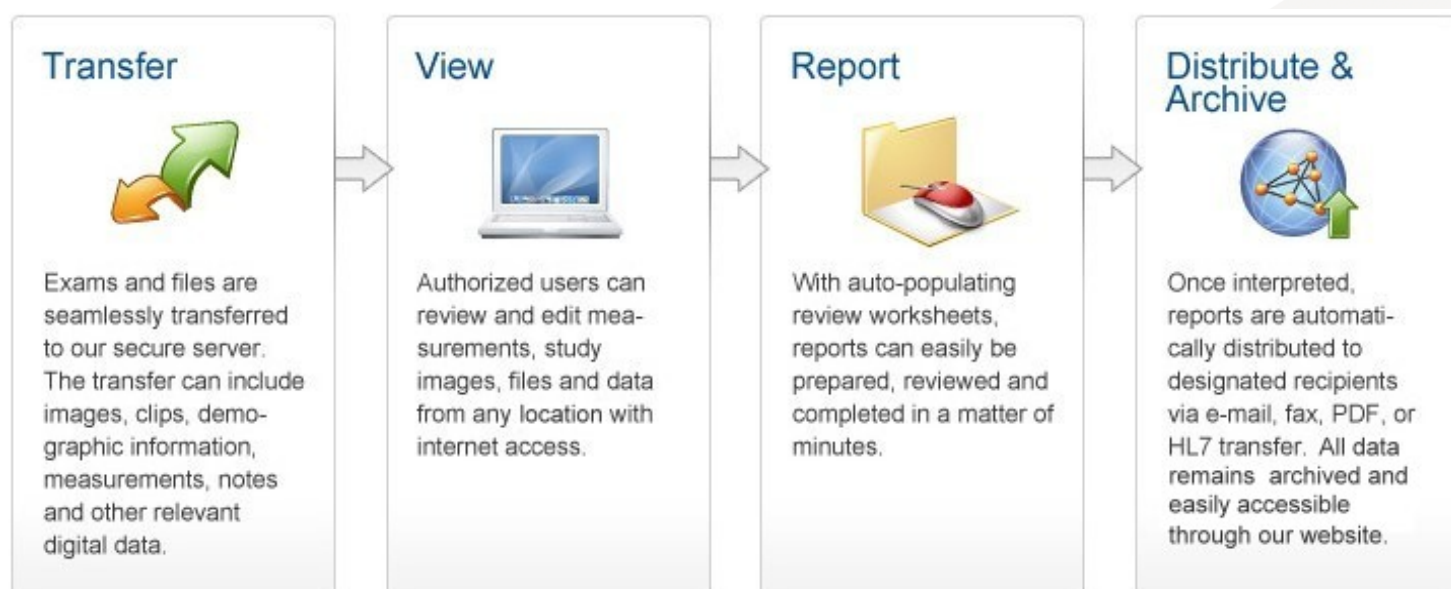 Transfer
Exams and files are
seamlessly transferred
to our secure server.
The transfer can include
images, clips, demo-
graphic information,
measurements, notes
and other relevant
digital data.
View
Authorized users can
review and edit mea-
surements, study
images, files and data
from any location with
internet access.
Report
With auto-populating
review worksheets,
reports can easily be
prepared, reviewed and
completed in a matter of
minutes.
Distribute &
Archive
Once interpreted,
reports are automati-
cally distributed to
designated recipients
via e-mail, fax, PDF, or
HL7 transfer. All data
remains archived and
easily accessible
through our website.